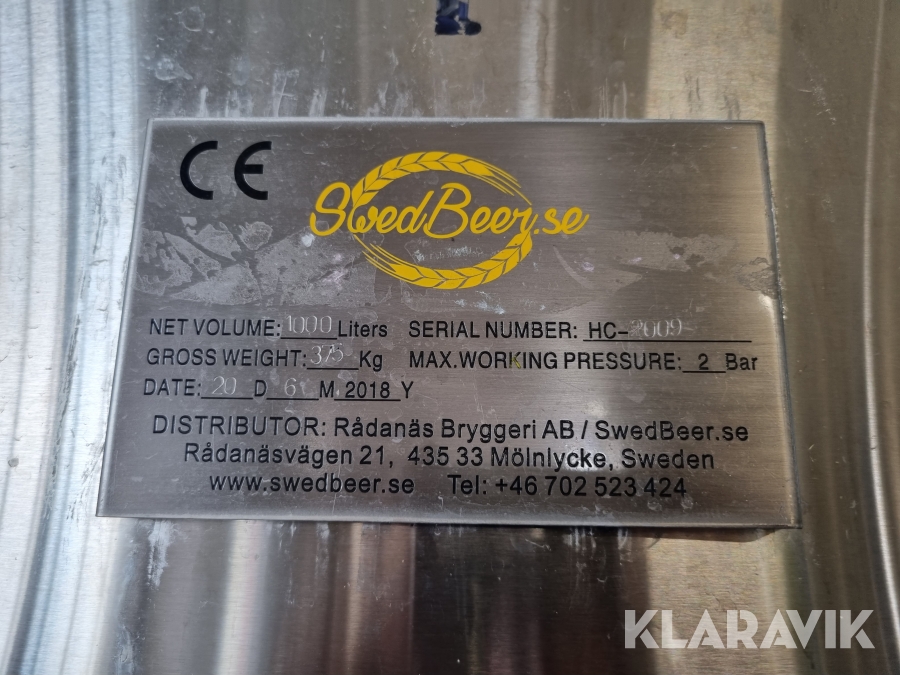 CE
SwedBeer.se
NET VOLUME: 1000 Liters SERIAL NUMBER: HC-2009
GROSS WEIGHT: 375 Kg MAX.WORKING PRESSURE: 2 Bar
DATE: 20 D 6 M 2018 Y
DISTRIBUTOR: Rådanäs Bryggeri AB / SwedBeer.se
Rådanäsvägen 21, 435 33 Mölnlycke, Sweden
www.swedbeer.se Tel: +46 702 523 424
KLARAVIK